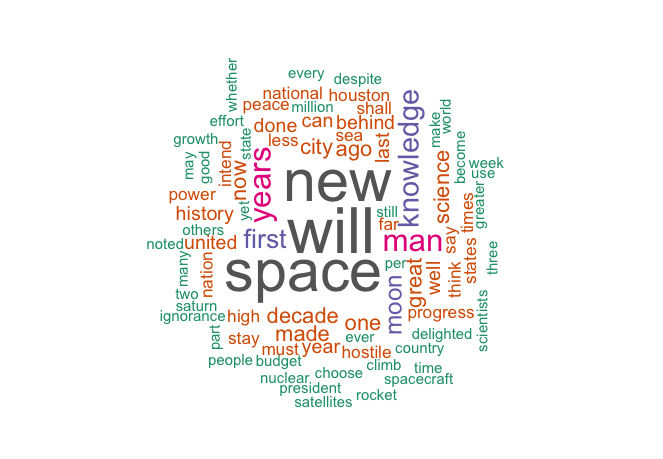 every
despite
whether
national
houston
peace
million
shall
effort
done
can
behind
knowledge
make
world
growth
state
less
sea
city
ago
last
may
good
intend
now
years
science
become
week
use
power
history
yet
new
still
far
greater
times
others
united
first
will
man
say
noted
many
nation
space
per
great
well
think
states
three
two
saturn
ignorance
high
decade
one
moon
progress
scientists
part
stay
made
must
year
ever
hostile
delighted
country
people
budget
climb
time
nuclear
choose
spacecraft
president
rocket
satellites